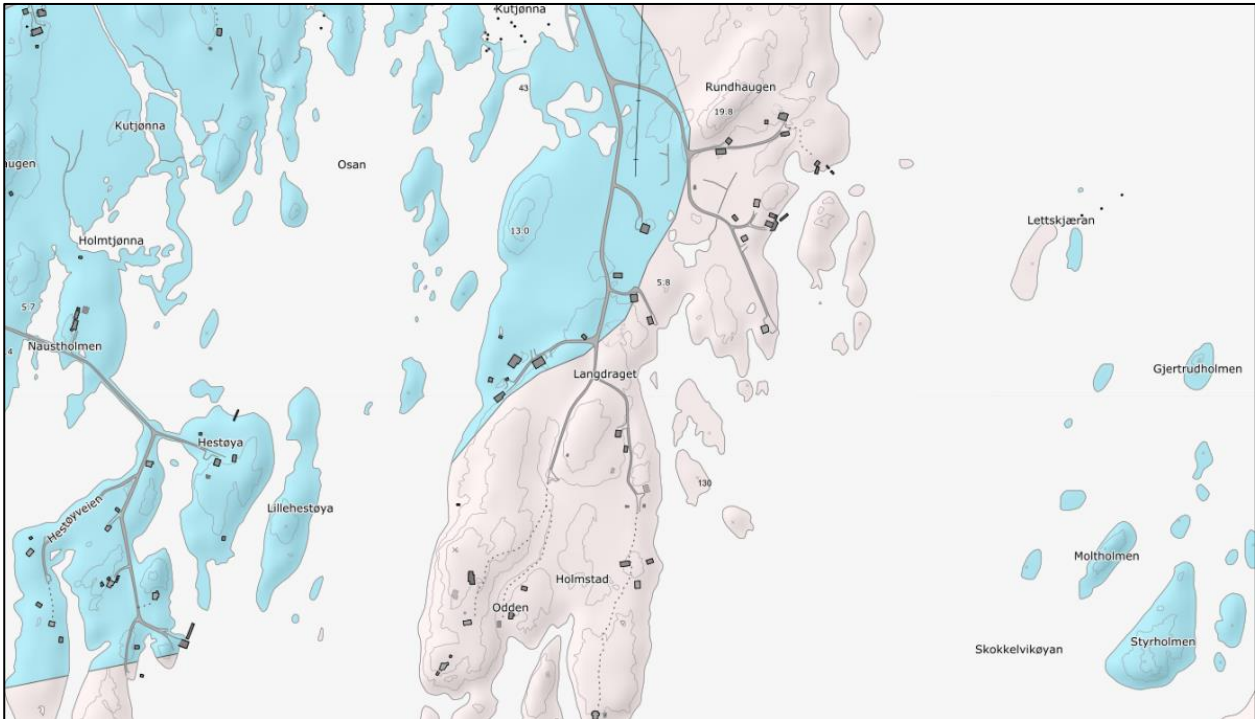 Kutjønna
43
Rundhaugen
19.8
Kutjønna
augen
Osan
Lettskjæran
13.0
Holmtjønna
5.8
5.7
Naustholmen
4
Langdraget
Gjertrudholmen
Hestøya
130
Lillehestøya
Hestøyveien
Moltholmen
Holmstad
Odden
Styrholmen
Skokkelvikøyan